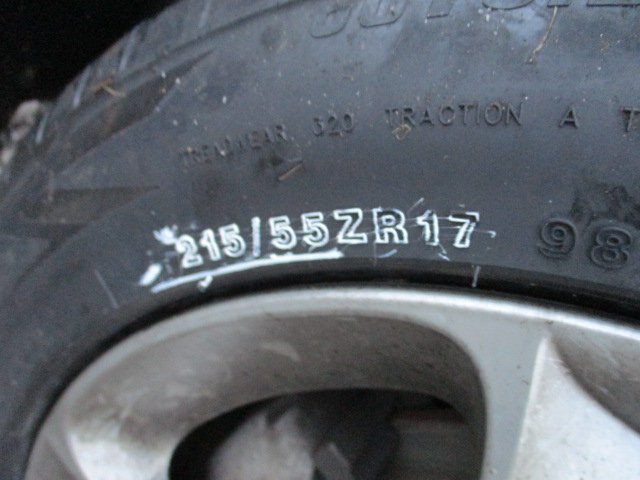 TREADWEAR 320 TRACTION A T
215/55ZR17 98